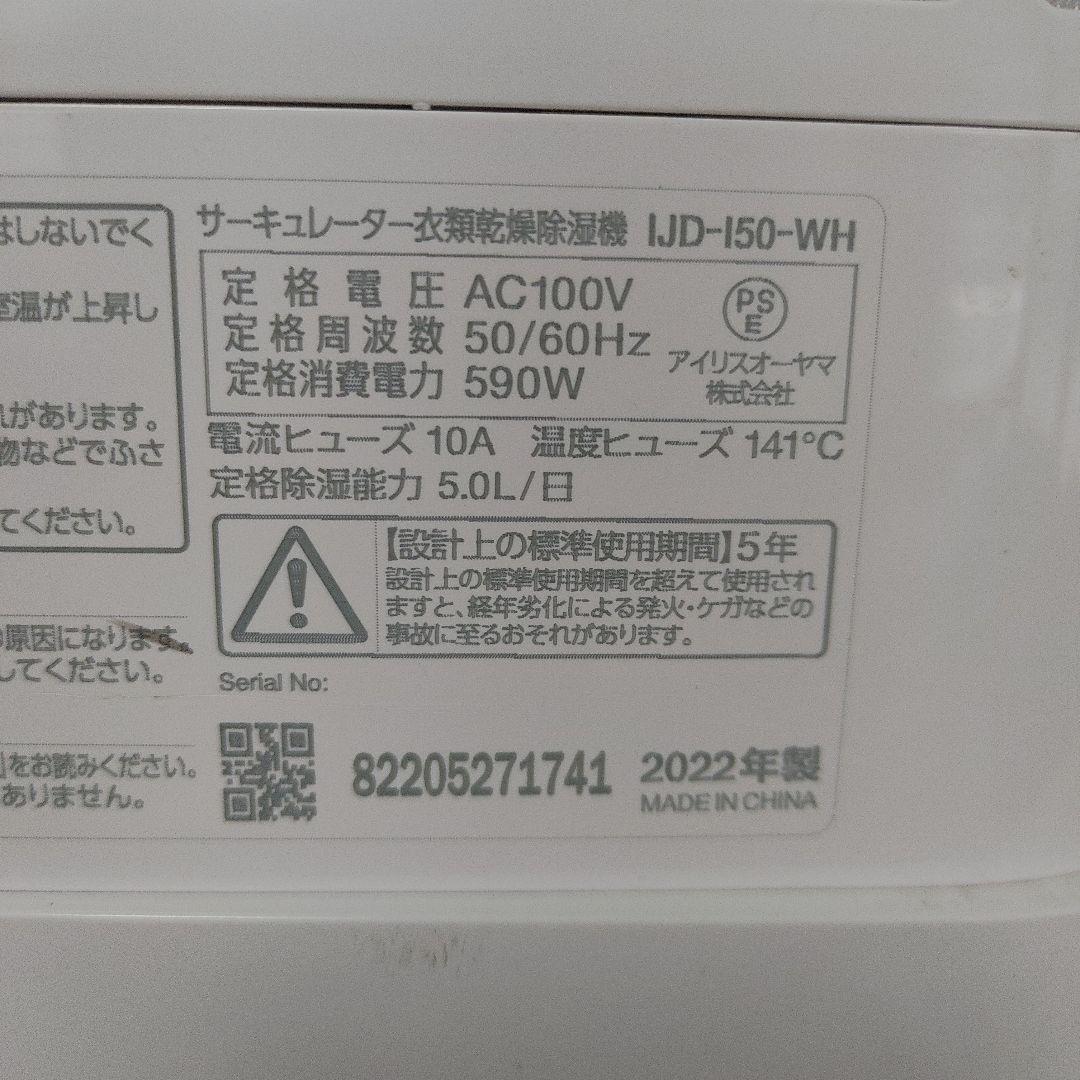 はしないでく
室温が上昇し
れがあります。
物などでふさ
てください。
の原因になります。
してください。
をお読みください。
ありません。
サーキュレーター衣類乾燥除湿機 IJD-I50-WH
定格電圧 AC100V
定格周波数 50/60Hz
定格消費電力 590W
PS
E
アイリスオーヤマ
株式会社
電流ヒューズ 10A 温度ヒューズ 141°C
定格除湿能力 5.0L/日
【設計上の標準使用期間】5年
設計上の標準使用期間を超えて使用され
ますと、経年劣化による発火・ケガなどの
事故に至るおそれがあります。
Serial No:
82205271741
2022年製
MADE IN CHINA